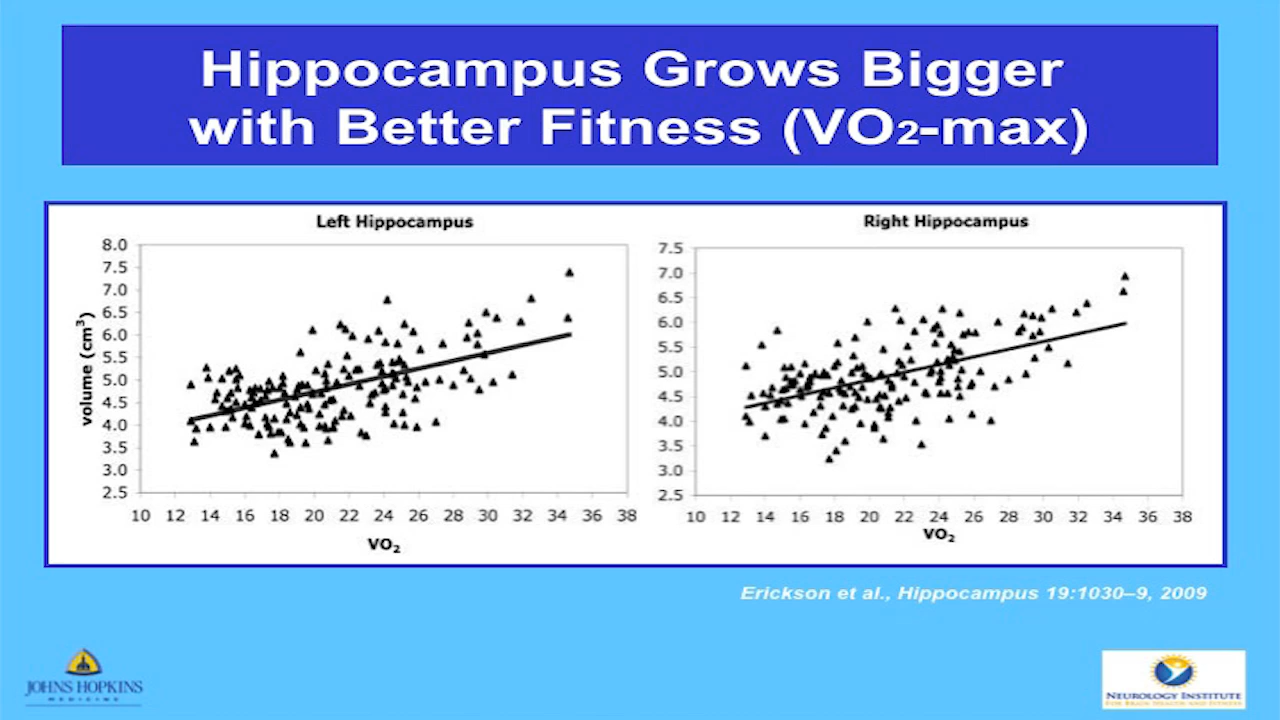 Hippocampus Grows Bigger
with Better Fitness (VO₂-max)
Left Hippocampus
volume (cm³)
8.0
7.5
7.0
6.5
6.0
5.5
5.0
4.5
4.0
3.5
3.0
2.5
10 12 14 16 18 20 22 24 26 28 30 32 34 36 38
VO₂
Right Hippocampus
7.5
7.0
6.5
6.0
5.5
5.0
4.5
4.0
3.5
3.0
2.5
10 12 14 16 18 20 22 24 26 28 30 32 34 36 38
VO₂
Erickson et al., Hippocampus 19:1030–9, 2009
JOHNS HOPKINS
MEDICINE
NEUROLOGY INSTITUTE
FOR BRAIN HEALTH AND FITNESS